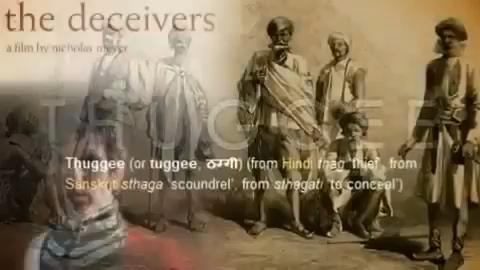 the deceivers
a film by nicholas meyer
THUGGEE
Thuggee (or tuggee, ठग्गी) (from Hindi thag 'thief', from
Sanskrit sthaga 'scoundrel', from sthagati 'to conceal')